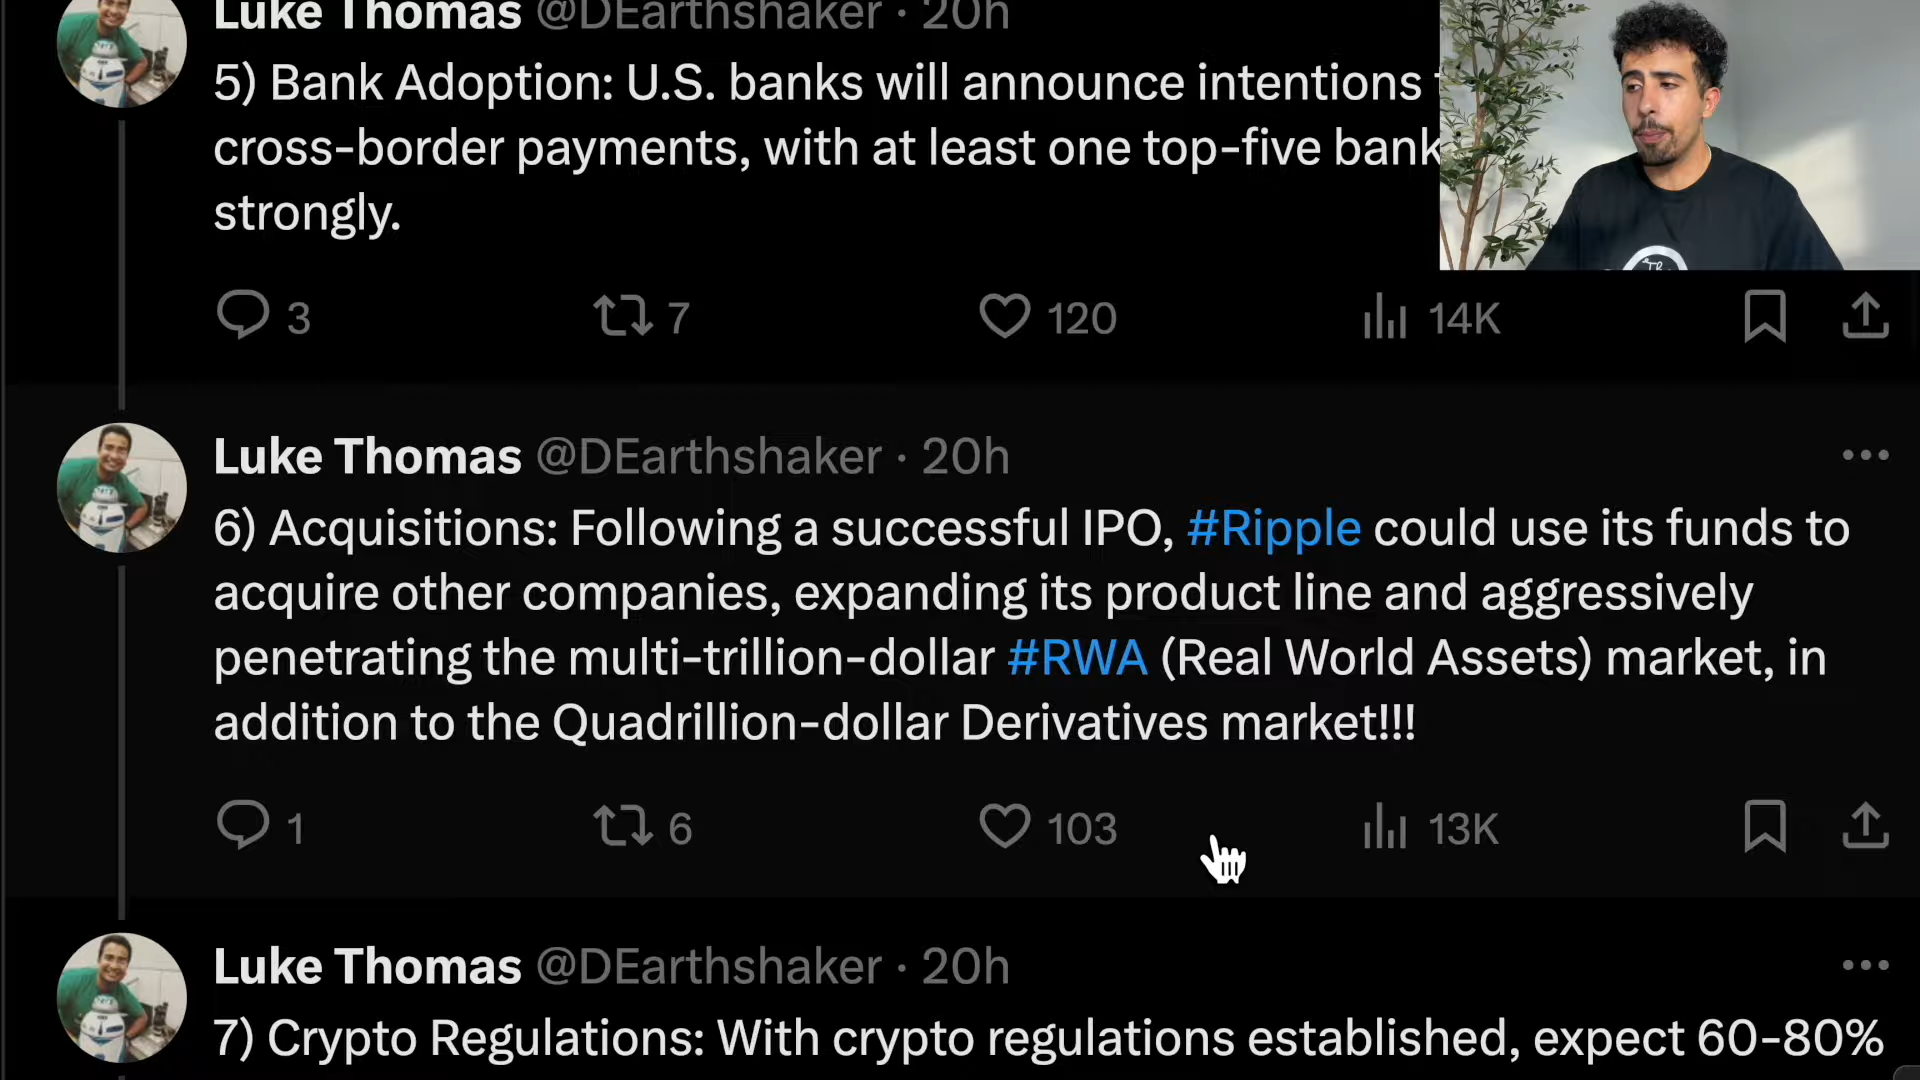 Luke Thomas @DEarthshaker · 20h
5) Bank Adoption: U.S. banks will announce intentions
cross-border payments, with at least one top-five bank
strongly.
3 7 120 14K
Luke Thomas @DEarthshaker · 20h
6) Acquisitions: Following a successful IPO, #Ripple could use its funds to
acquire other companies, expanding its product line and aggressively
penetrating the multi-trillion-dollar #RWA (Real World Assets) market, in
addition to the Quadrillion-dollar Derivatives market!!!
1 6 103 13K
Luke Thomas @DEarthshaker · 20h
7) Crypto Regulations: With crypto regulations established, expect 60-80%